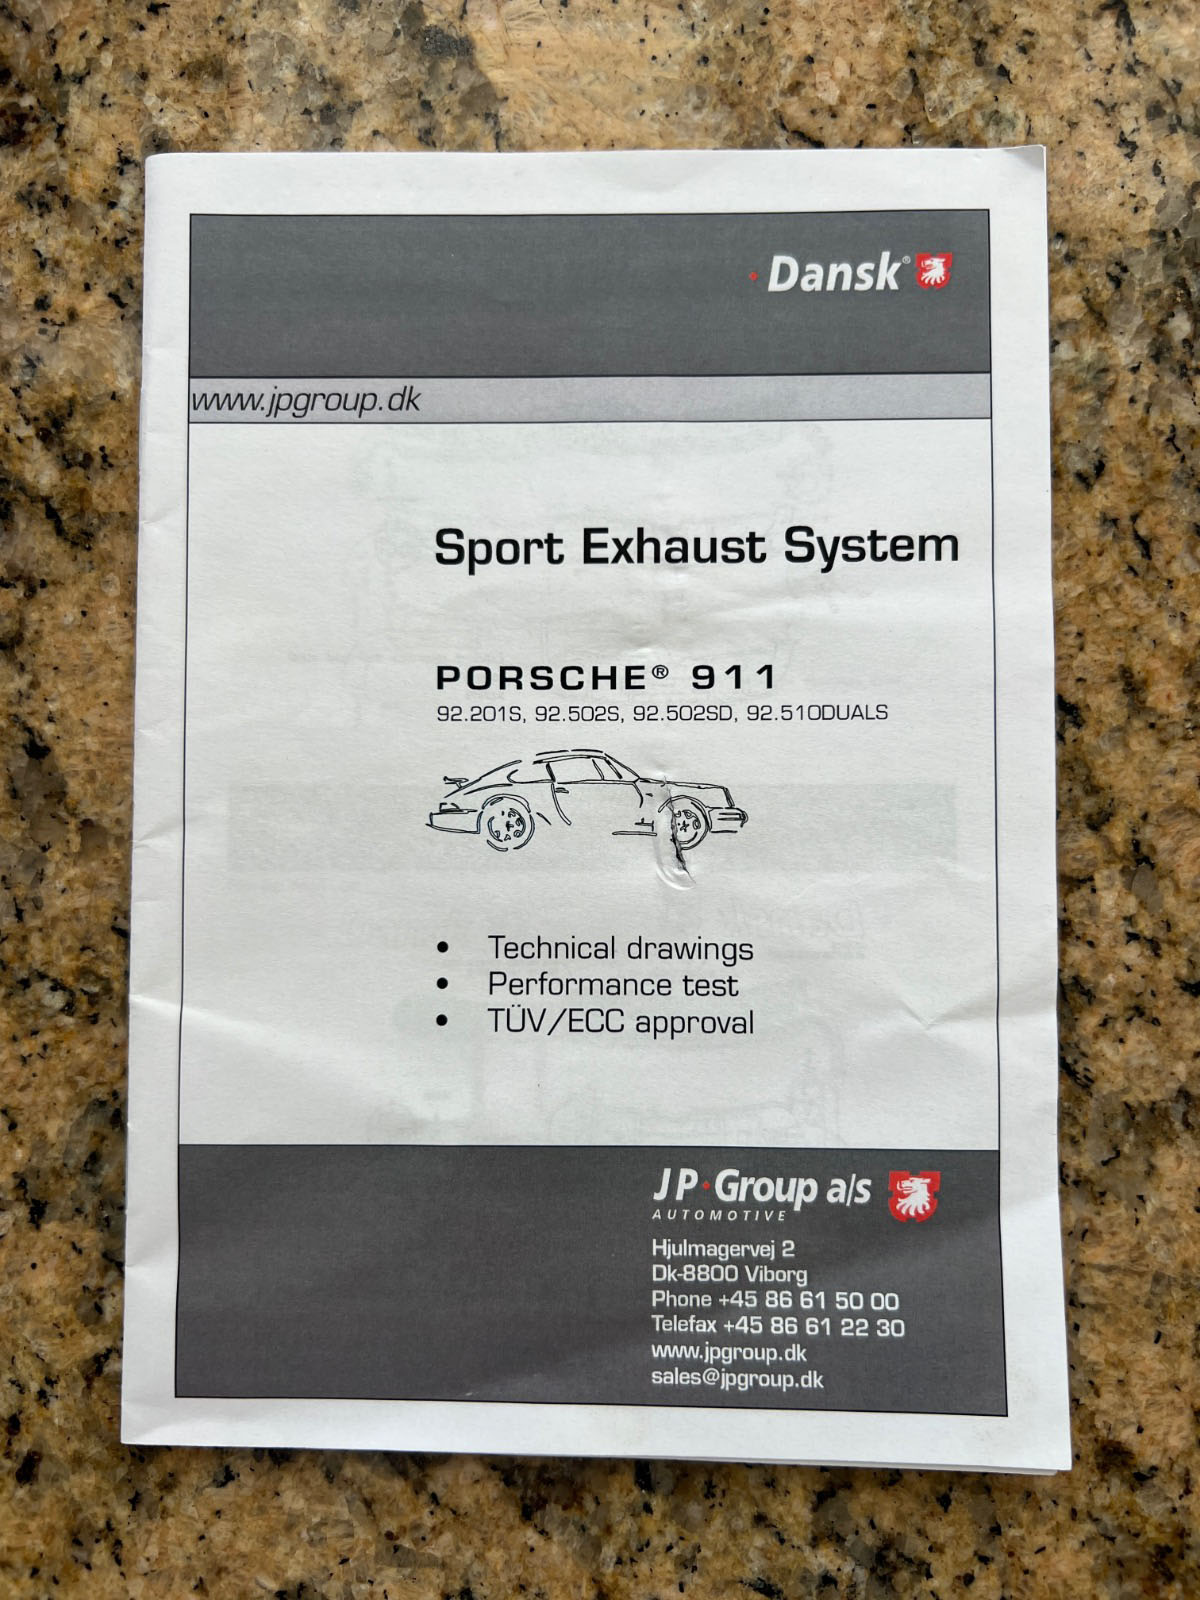 Dansk®
www.jpgroup.dk
Sport Exhaust System
PORSCHE® 911
92.201S, 92.502S, 92.502SD, 92.510DUALS
• Technical drawings
• Performance test
• TÜV/ECC approval
JP Group a/s
AUTOMOTIVE
Hjulmagervej 2
Dk-8800 Viborg
Phone +45 86 61 50 00
Telefax +45 86 61 22 30
www.jpgroup.dk
sales@jpgroup.dk